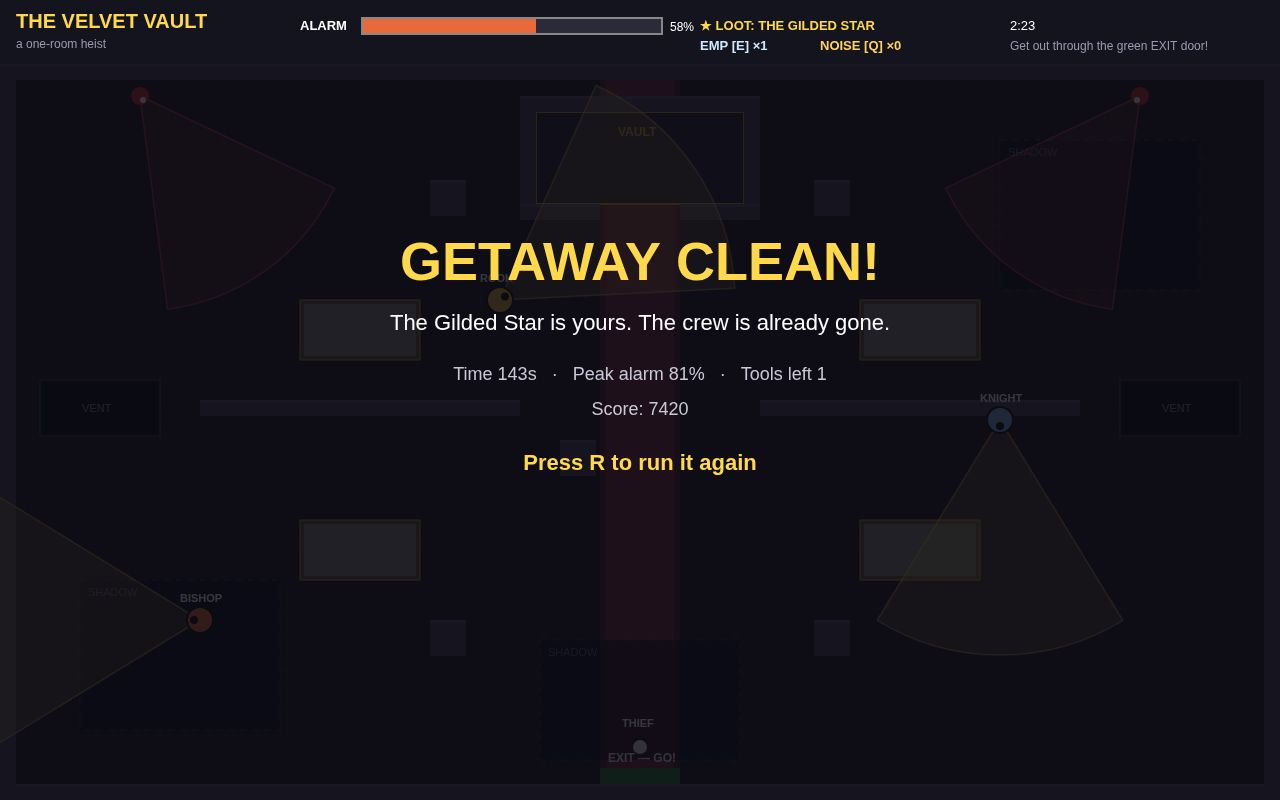 THE VELVET VAULT
a one-room heist
ALARM
58%
★ LOOT: THE GILDED STAR
EMP [E] ×1
NOISE [Q] ×0
2:23
Get out through the green EXIT door!
VAULT
SHADOW
GETAWAY CLEAN!
The Gilded Star is yours. The crew is already gone.
Time 143s · Peak alarm 81% · Tools left 1
KNIGHT
VENT
Score: 7420
VENT
Press R to run it again
SHADOW
BISHOP
SHADOW
THIEF
EXIT — GO!